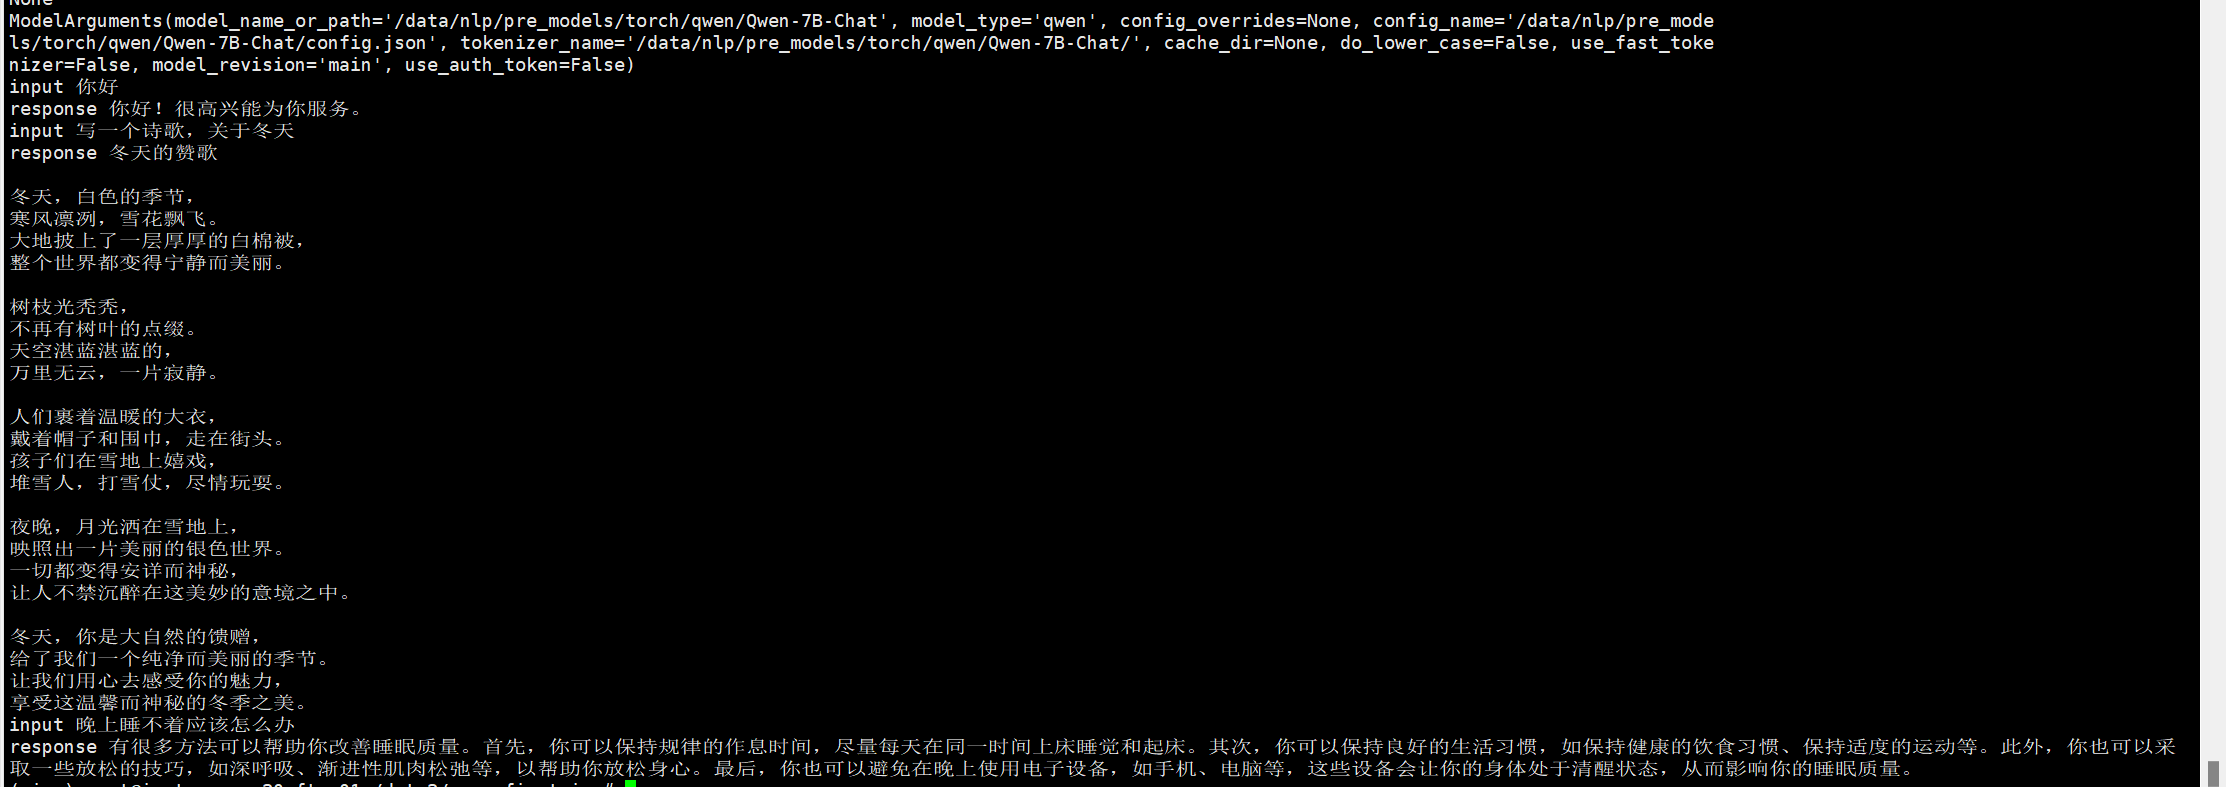 None
ModelArguments(model_name_or_path='/data/nlp/pre_models/torch/qwen/Qwen-7B-Chat', model_type='qwen', config_overrides=None, config_name='/data/nlp/pre_mode
ls/torch/qwen/Qwen-7B-Chat/config.json', tokenizer_name='/data/nlp/pre_models/torch/qwen/Qwen-7B-Chat/', cache_dir=None, do_lower_case=False, use_fast_toke
nizer=False, model_revision='main', use_auth_token=False)
input 你好
response 你好！很高兴能为你服务。
input 写一个诗歌，关于冬天
response 冬天的赞歌
冬天，白色的季节，
寒风凛冽，雪花飘飞。
大地披上了一层厚厚的白棉被，
整个世界都变得宁静而美丽。
树枝光秃秃，
不再有树叶的点缀。
天空湛蓝湛蓝的，
万里无云，一片寂静。
人们裹着温暖的大衣，
戴着帽子和围巾，走在街头。
孩子们在雪地上嬉戏，
堆雪人，打雪仗，尽情玩耍。
夜晚，月光洒在雪地上，
映照出一片美丽的银色世界。
一切都变得安详而神秘，
让人不禁沉醉在这美妙的意境之中。
冬天，你是大自然的馈赠，
给了我们一个纯净而美丽的季节。
让我们用心去感受你的魅力，
享受这温馨而神秘的冬季之美。
input 晚上睡不着应该怎么办
response 有很多方法可以帮助你改善睡眠质量。首先，你可以保持规律的作息时间，尽量每天在同一时间上床睡觉和起床。其次，你可以保持良好的生活习惯，如保持健康的饮食习惯、保持适度的运动等。此外，你也可以采
取一些放松的技巧，如深呼吸、渐进性肌肉松弛等，以帮助你放松身心。最后，你也可以避免在晚上使用电子设备，如手机、电脑等，这些设备会让你的身体处于清醒状态，从而影响你的睡眠质量。